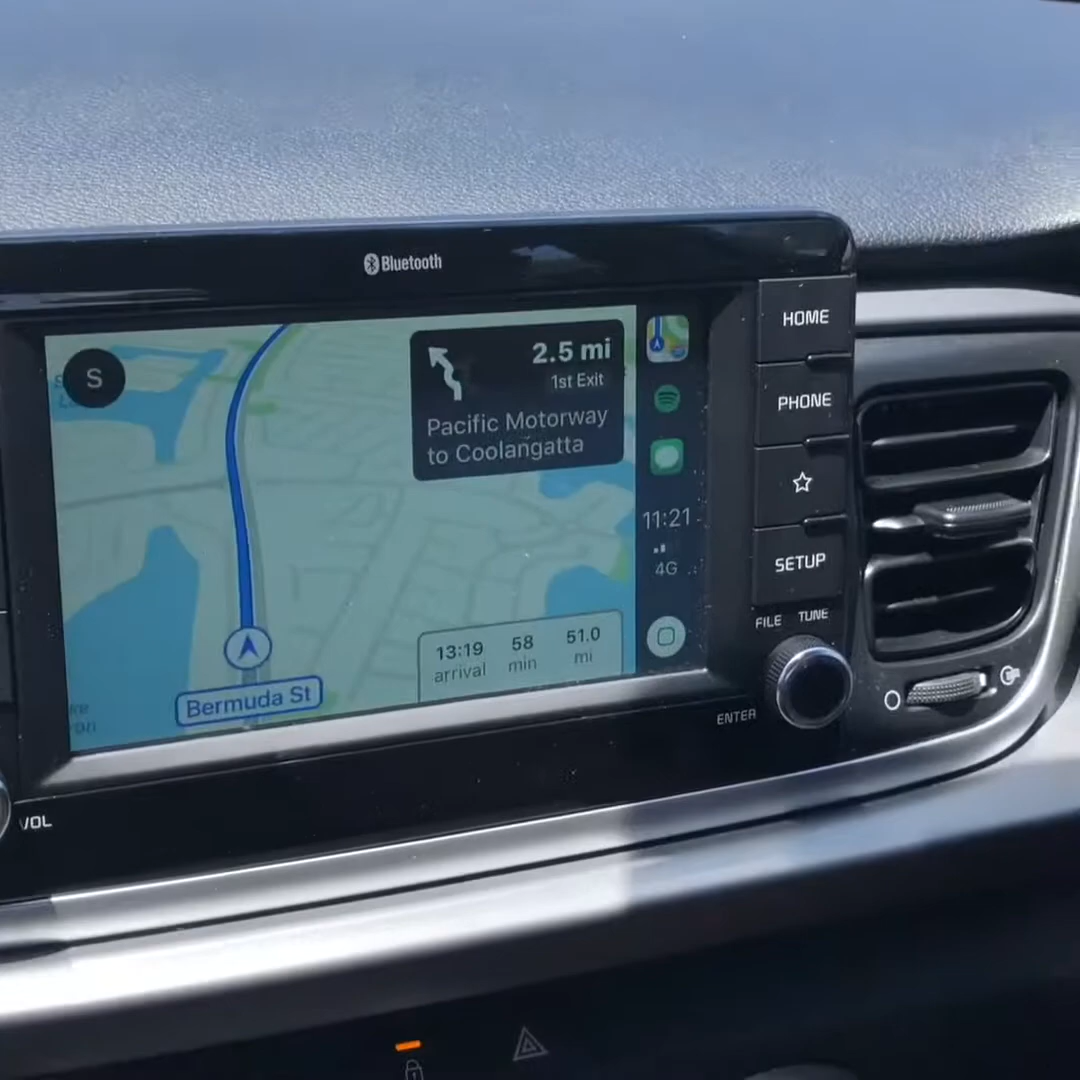 Bluetooth
S
2.5 mi
1st Exit
Pacific Motorway
to Coolangatta
11:21
4G
13:19 58 51.0
arrival min mi
Bermuda St
HOME
PHONE
SETUP
FILE TUNE
ENTER
VOL